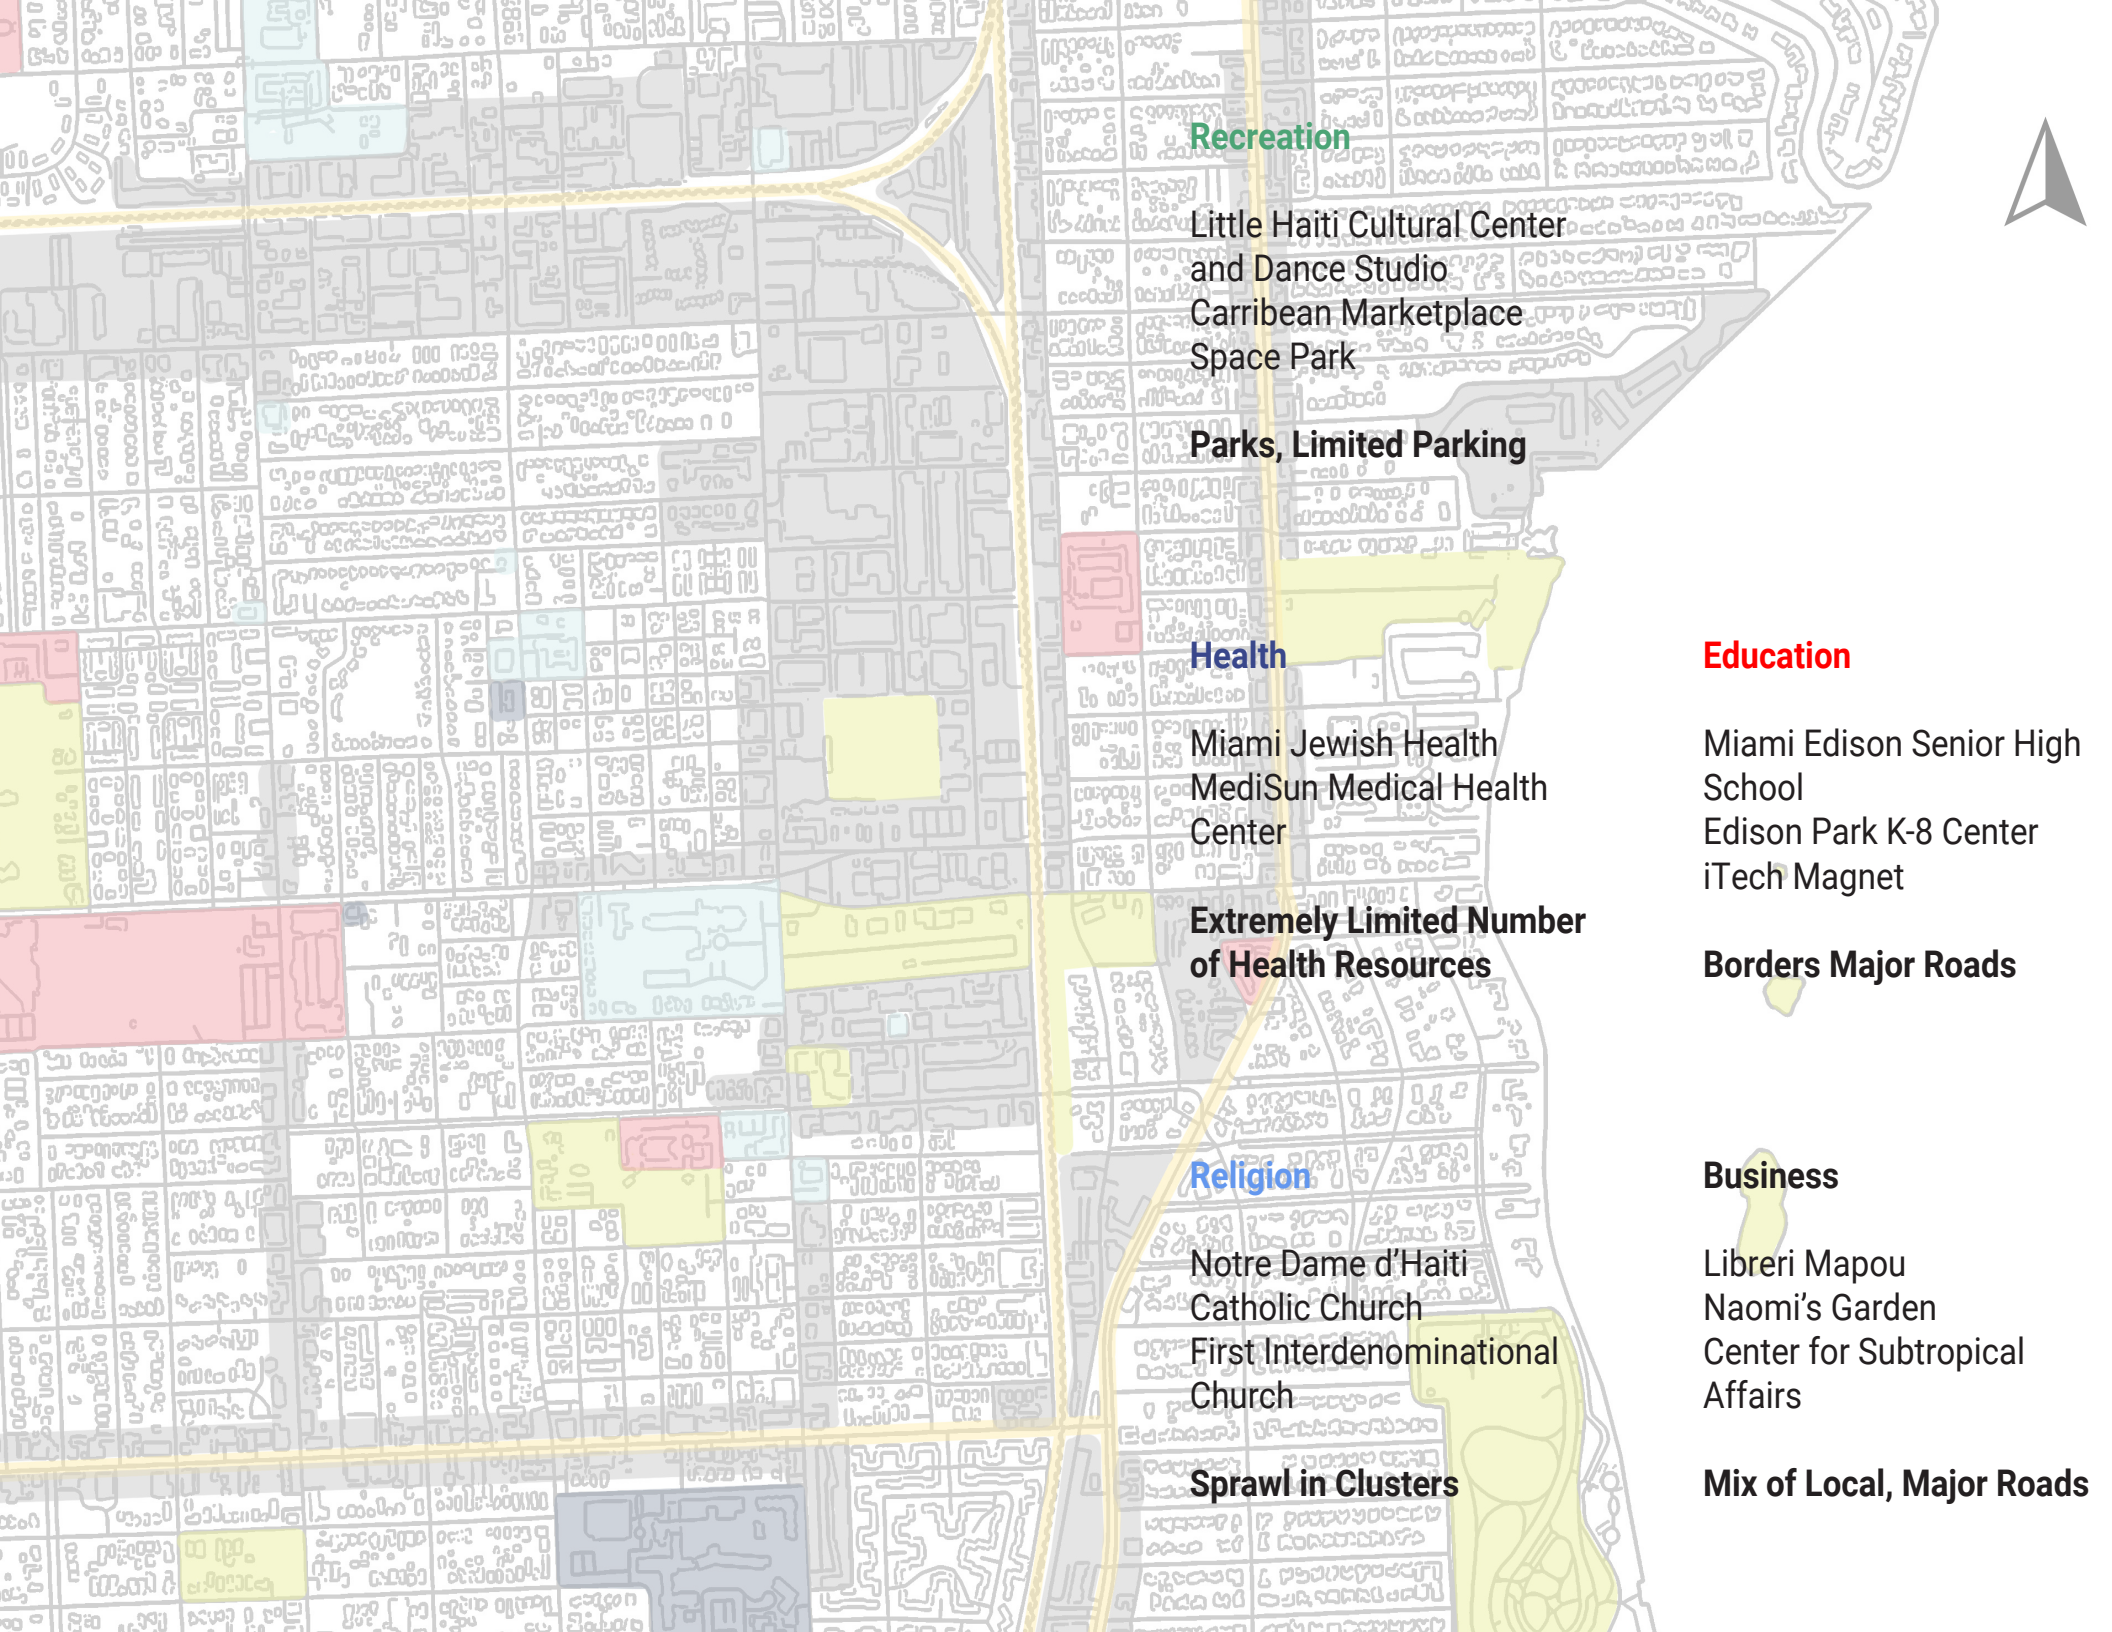 Recreation
Little Haiti Cultural Center
and Dance Studio
Carribean Marketplace
Space Park
Parks, Limited Parking
Health
Miami Jewish Health
MediSun Medical Health
Center
Extremely Limited Number
of Health Resources
Education
Miami Edison Senior High
School
Edison Park K-8 Center
iTech Magnet
Borders Major Roads
Religion
Notre Dame d’Haiti
Catholic Church
First Interdenominational
Church
Sprawl in Clusters
Business
Libreri Mapou
Naomi’s Garden
Center for Subtropical
Affairs
Mix of Local, Major Roads